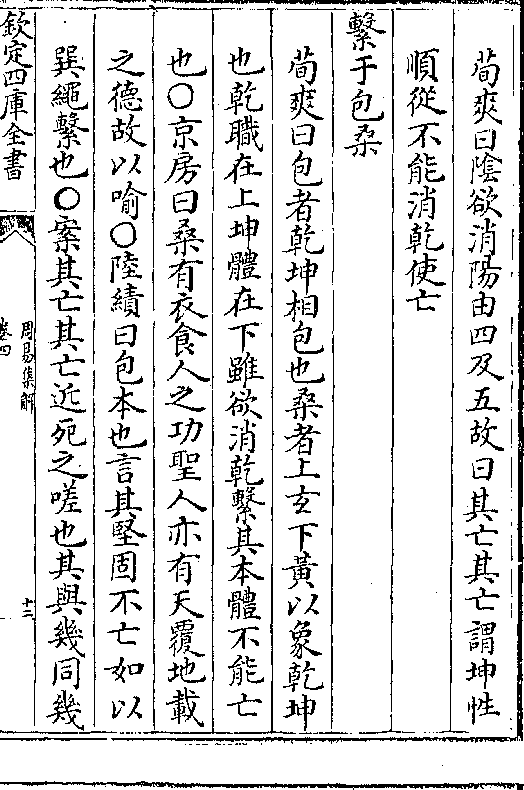 荀爽曰陰欲消陽由四及五故曰其亡其亡謂坤性
順從不能消乾使亡
繫于包桑
荀爽曰包者乾坤相包也桑者上玄下黃以象乾坤
也乾職在上坤體在下雖欲消乾繫其本體不能亡
也○京房曰桑有衣食人之功聖人亦有天覆地載
之德故以喻○陸績曰包本也言其堅固不亡如以
巽繩繫也○案其亡其亡近死之嗟也其與幾同幾
欽定四庫全書
周易集解
卷四
十二